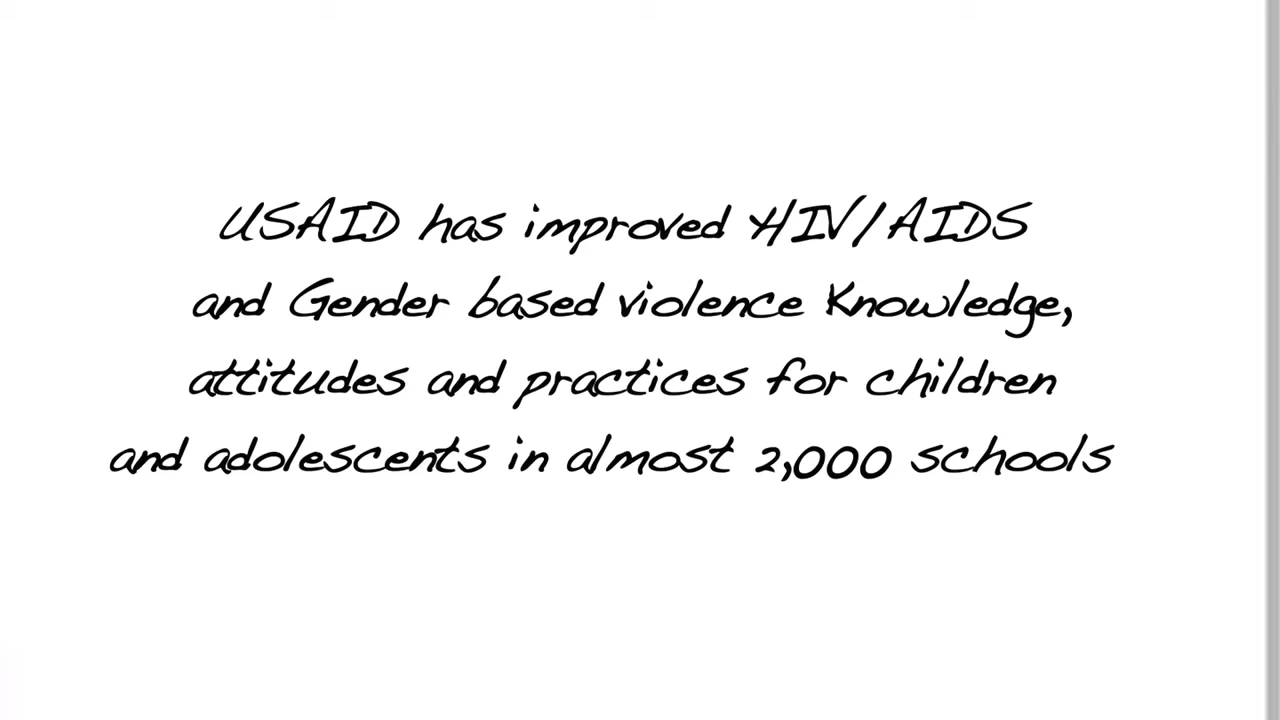 USAID has improved HIV/AIDS
and Gender based violence Knowledge,
attitudes and practices for children
and adolescents in almost 2,000 schools